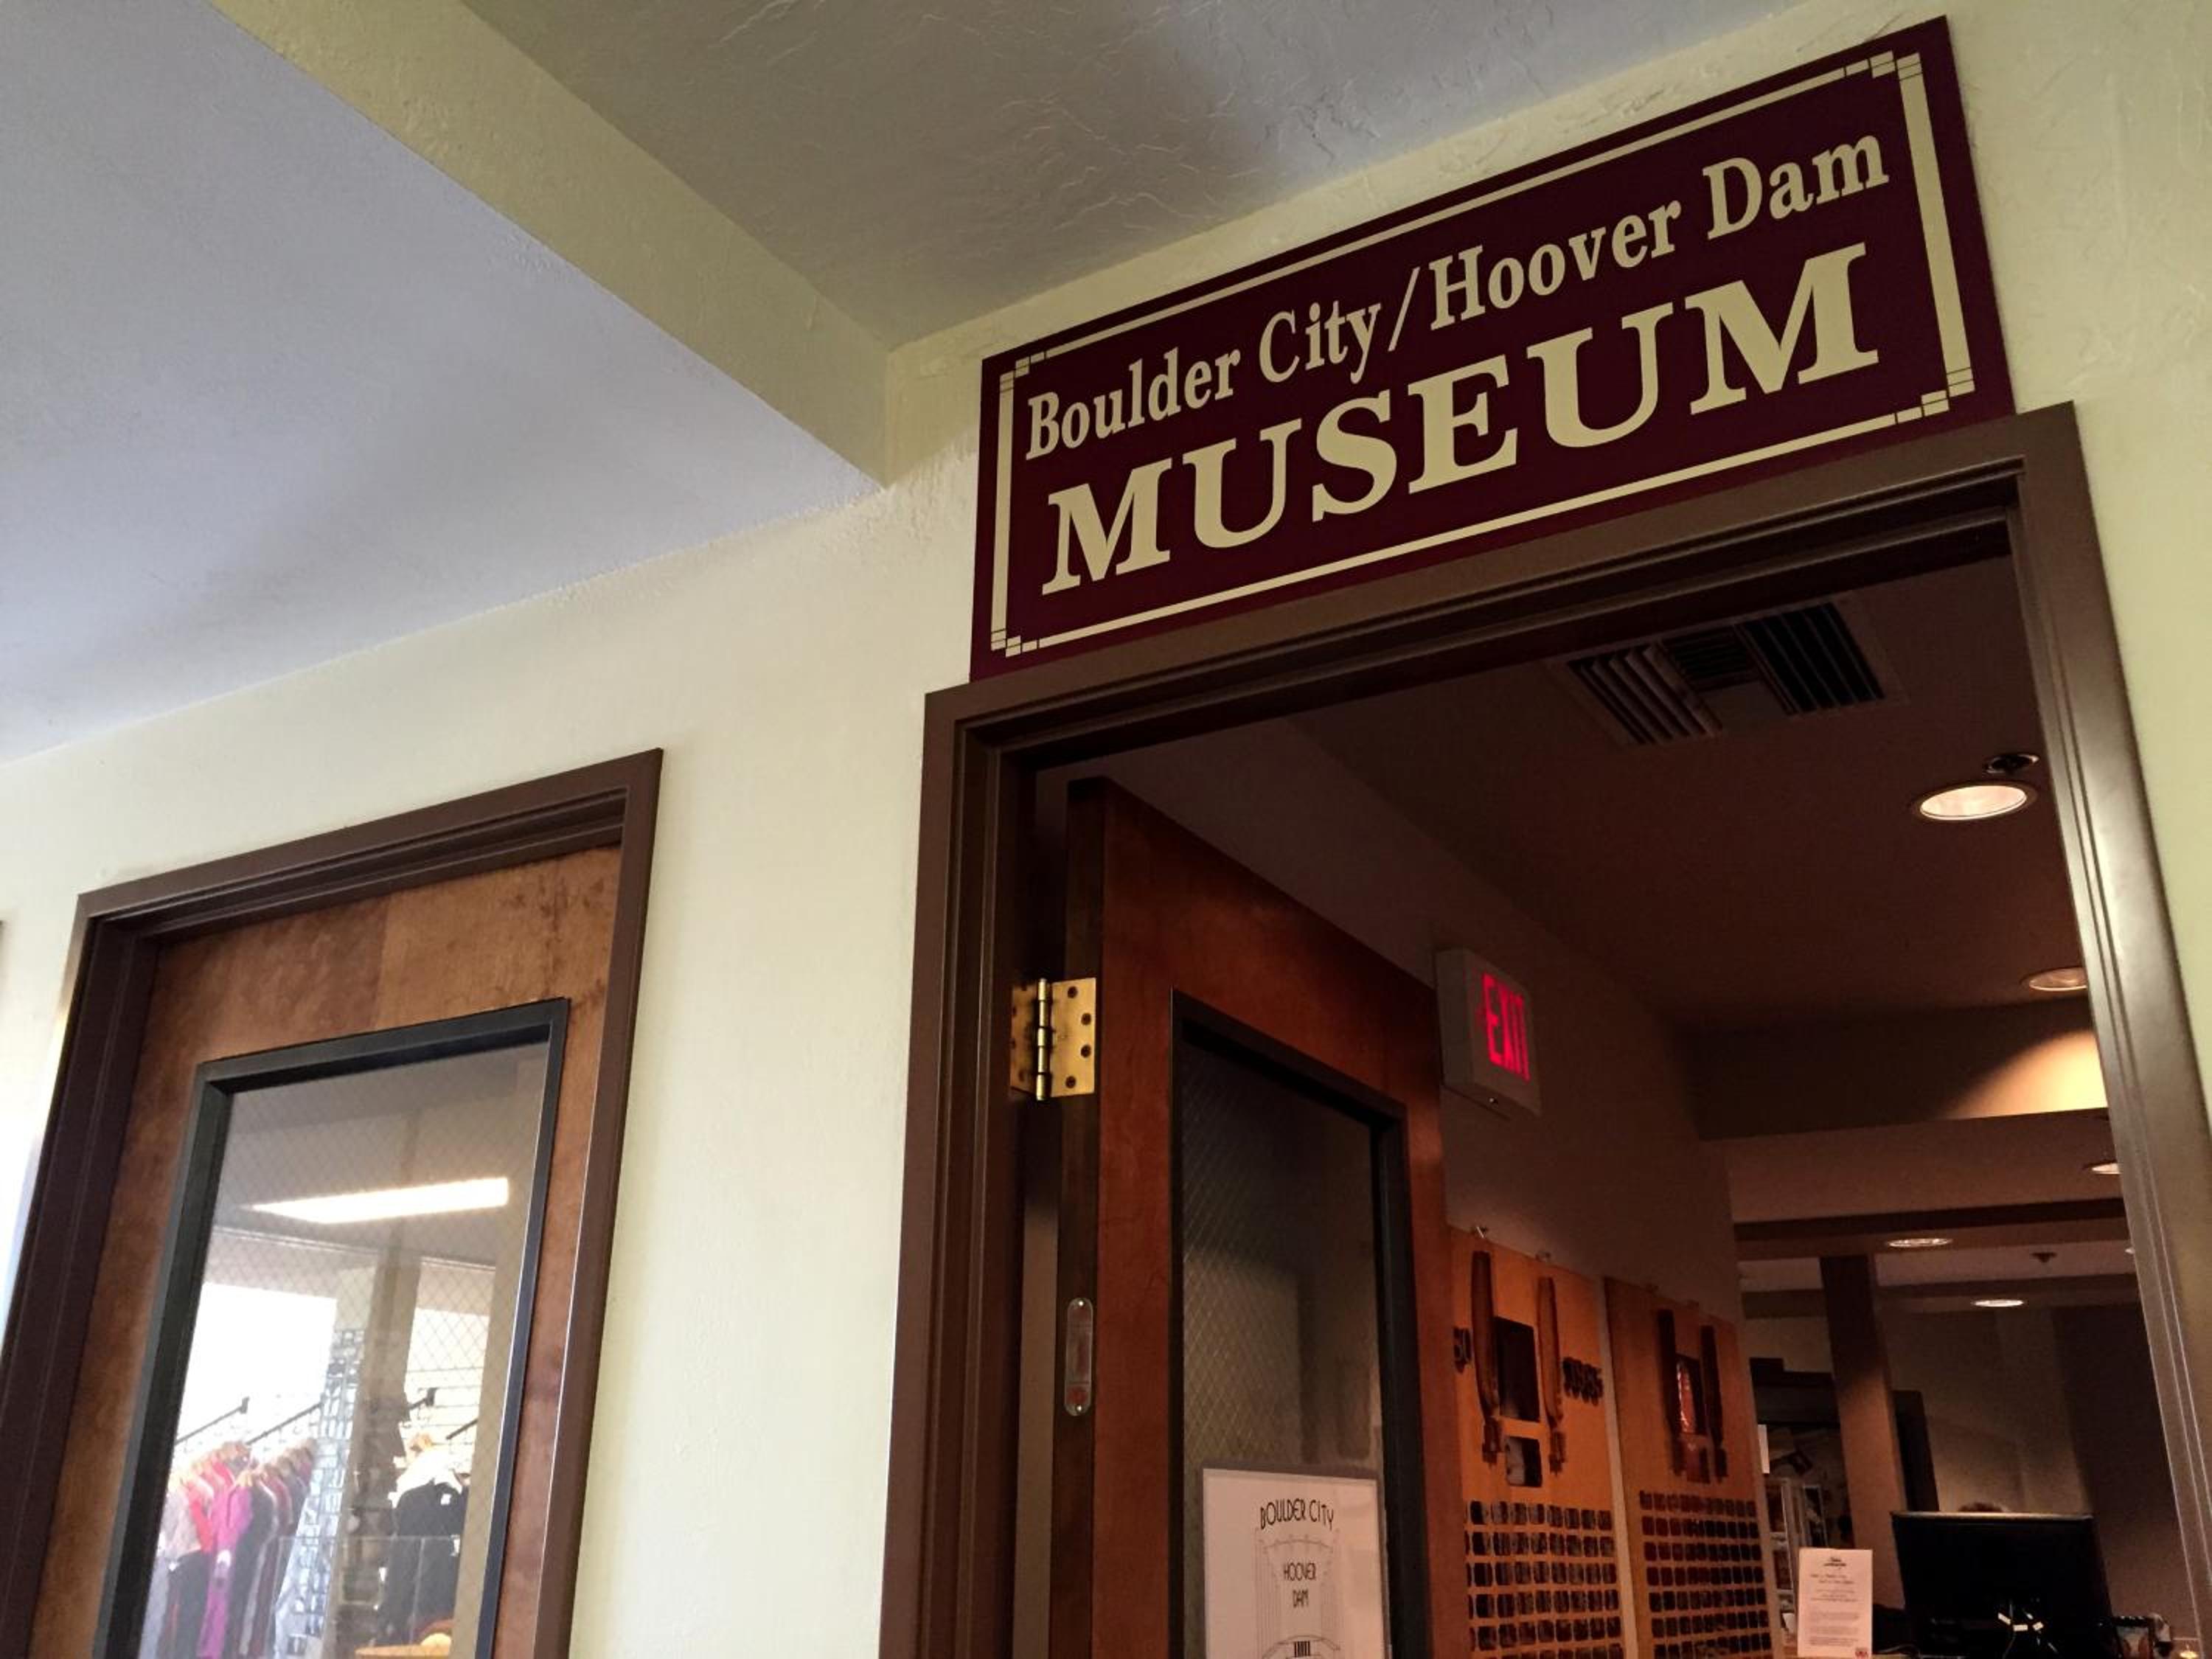 Boulder City/Hoover Dam
MUSEUM
EXIT
BOULDER CITY
HOOVER
DAM